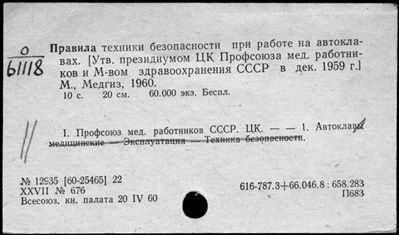 О
61118
Правила техники безопасности при работе на автокла-
вах. [Утв. президиумом ЦК Профсоюза мед. работни-
ков и М-вом здравоохранения СССР в дек. 1959 г.]
М., Медгиз, 1960.
10 с. 20 см. 60.000 экз. Беспл.
1. Профсоюз мед. работников СССР. ЦК. — — 1. Автоклавы
медицинские — Эксплуатация — Техника безопасности.
№ 12935 [60-25465] 22
XXVII № 676
Всесоюз. кн. палата 20 IV 60
616-787.3+66.046.8 : 658.283
П683